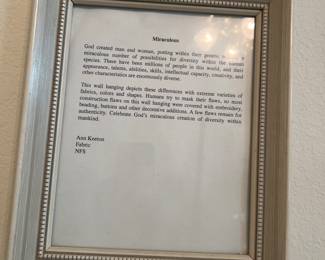 Miraculous
God created man and woman, putting within their genetic
miraculous number of possibilities for diversity within the human
species. There have been millions of people in this world, and their
appearance, talents, abilities, skills, intellectual capacity, creativity, and
other characteristics are enormously diverse.
This wall hanging depicts these differences with extreme varieties of
fabrics, colors and shapes. Humans try to mask their flaws, so most
construction flaws on this wall hanging were covered with embroidery,
beading, buttons and other decorative additions. A few flaws remain for
authenticity. Celebrate God's miraculous creation of diversity within
mankind.
Ann Keeton
Fabric
NFS